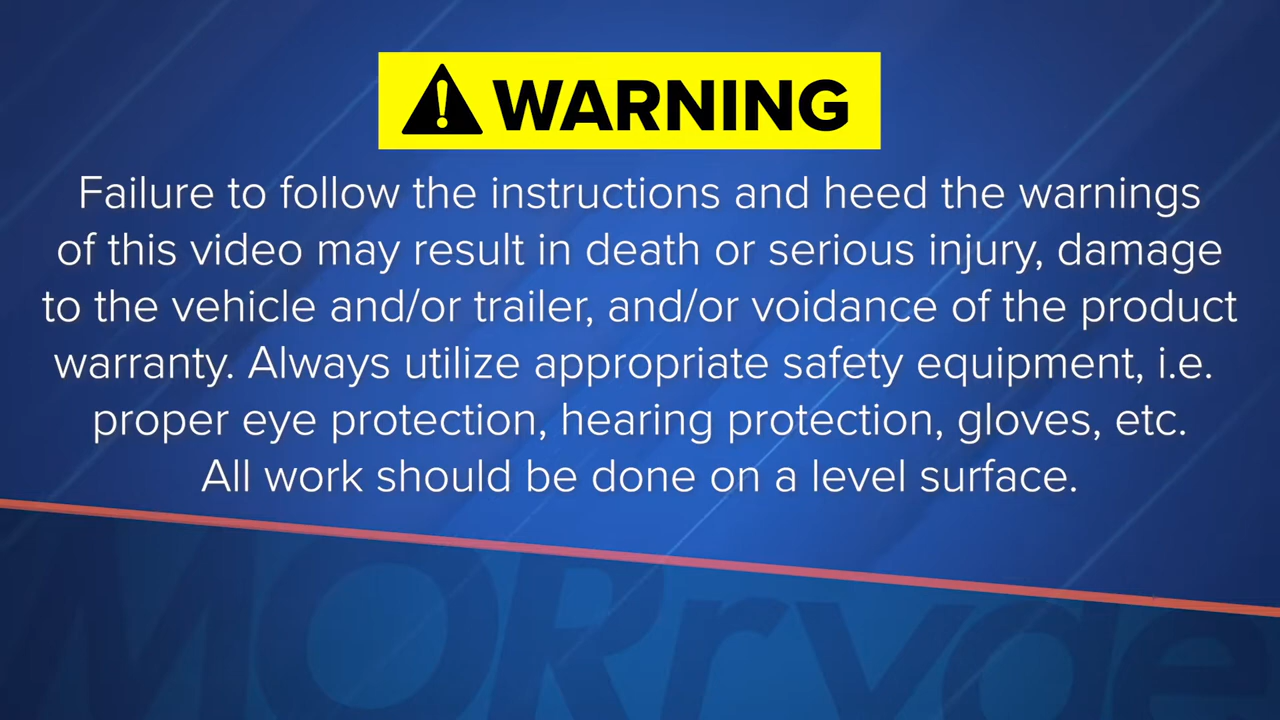 WARNING
Failure to follow the instructions and heed the warnings
of this video may result in death or serious injury, damage
to the vehicle and/or trailer, and/or voidance of the product
warranty. Always utilize appropriate safety equipment, i.e.
proper eye protection, hearing protection, gloves, etc.
All work should be done on a level surface.
MORryde